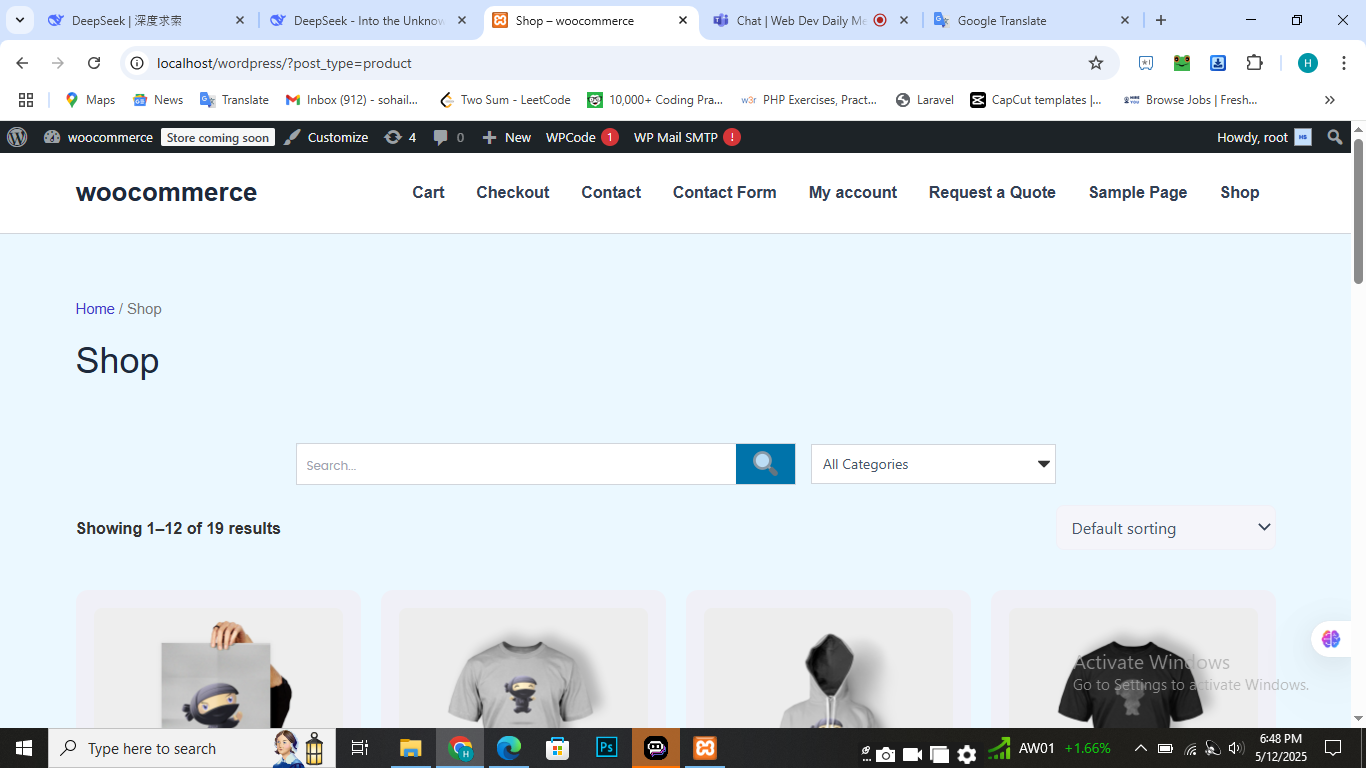 DeepSeek | 深度求索
DeepSeek - Into the Unknow
Shop – woocommerce
Chat | Web Dev Daily Me
Google Translate
localhost/wordpress/?post_type=product
H
Maps
News
Translate
Inbox (912) - sohail...
Two Sum - LeetCode
10,000+ Coding Pra...
w3r
PHP Exercises, Pract...
Laravel
CapCut templates |...
Browse Jobs | Fresh...
woocommerce
Store coming soon
Customize
4
0
New
WPCode 1
WP Mail SMTP !
Howdy, root
HS
woocommerce
Cart
Checkout
Contact
Contact Form
My account
Request a Quote
Sample Page
Shop
Home / Shop
Shop
Search...
All Categories
Showing 1–12 of 19 results
Default sorting
Activate Windows
Go to Settings to activate Windows.
Type here to search
H
Ps
AW01 +1.66%
6:48 PM
5/12/2025